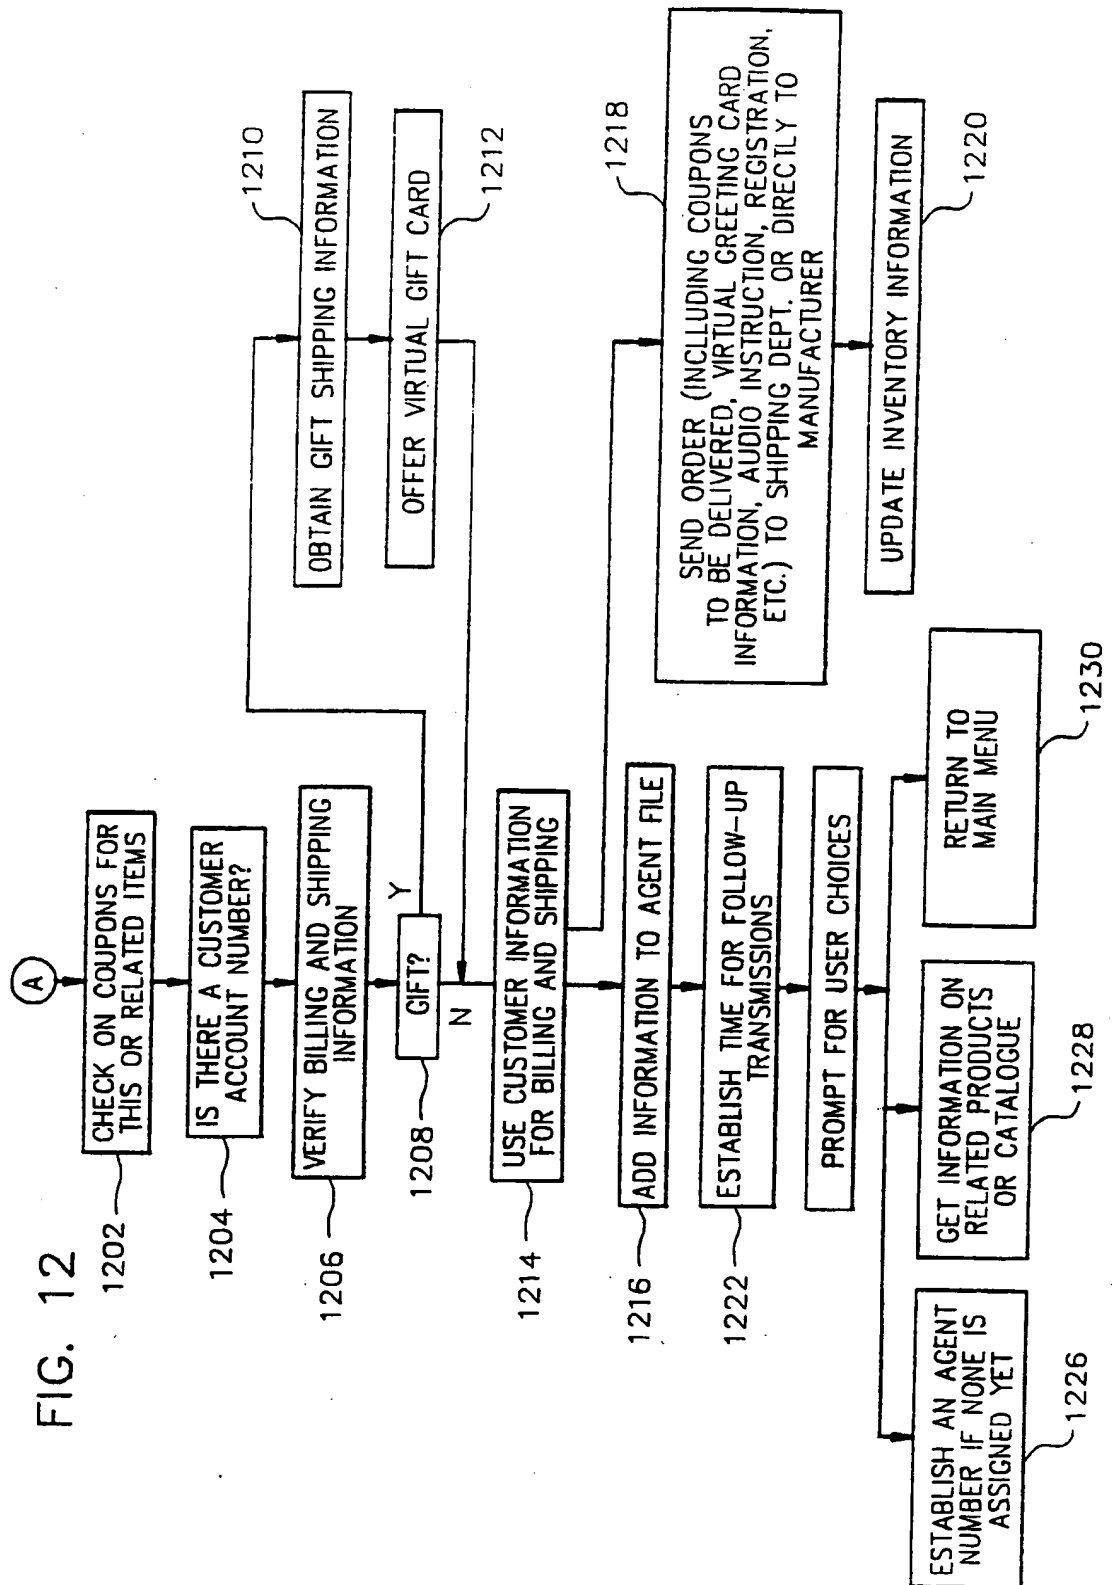 FIG. 12
A
CHECK ON COUPONS FOR
THIS OR RELATED ITEMS
1202
IS THERE A CUSTOMER
ACCOUNT NUMBER?
1204
VERIFY BILLING AND SHIPPING
INFORMATION
1206
GIFT?
1208
Y
N
OBTAIN GIFT SHIPPING INFORMATION
1210
OFFER VIRTUAL GIFT CARD
1212
USE CUSTOMER INFORMATION
FOR BILLING AND SHIPPING
1214
ADD INFORMATION TO AGENT FILE
1216
SEND ORDER (INCLLUDING COUPONS
TO BE DELIVERED, VIRTUAL GREETING CARD
INFORMATION, AUDIO INSTRUCTION, REGISTRATION,
ETC.) TO SHIPPING DEPT. OR DIRECTLY TO
MANUFACTURER
1218
UPDATE INVENTORY INFORMATION
1220
ESTABLISH TIME FOR FOLLOW-UP
TRANSMISSIONS
1222
PROMPT FOR USER CHOICES
ESTABLISH AN AGENT
NUMBER IF NONE IS
ASSIGNED YET
1226
GET INFORMATION ON
RELATED PRODUCTS
OR CATALOGUE
1228
RETURN TO
MAIN MENU
1230